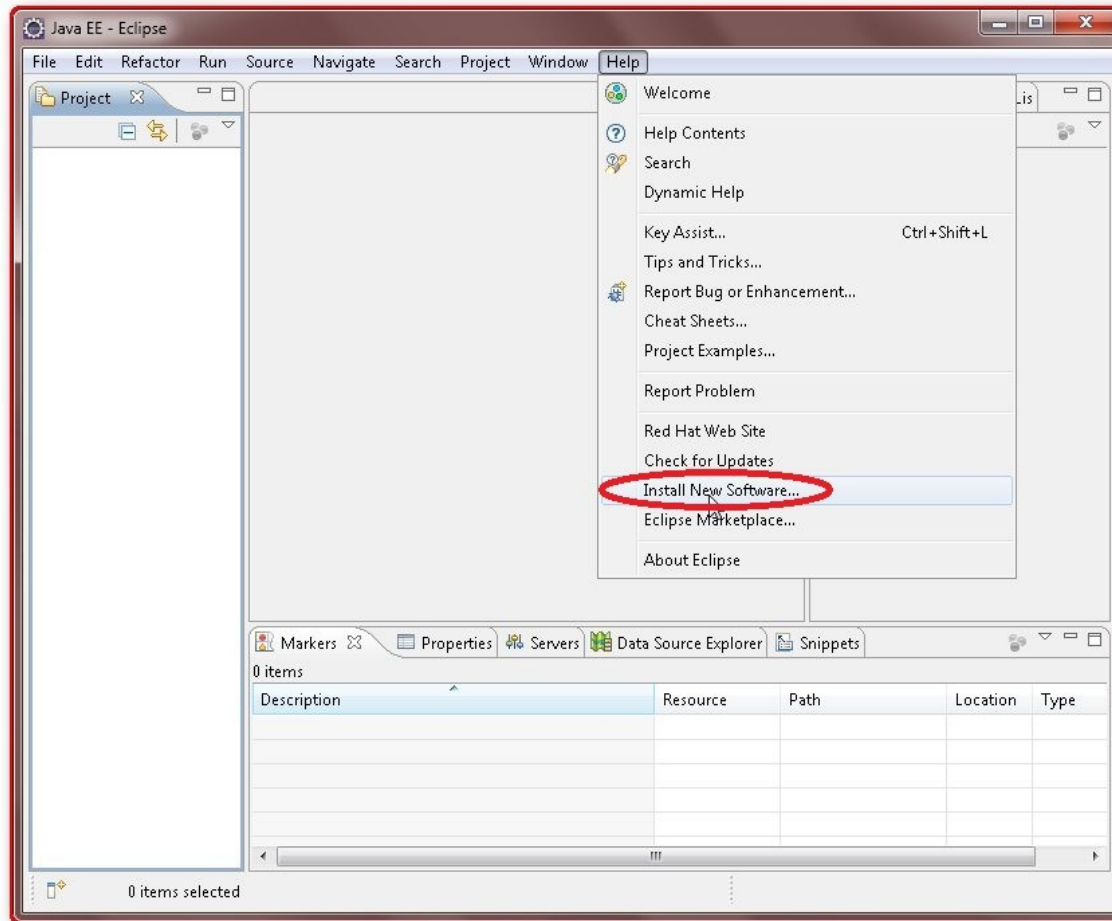 Java EE - Eclipse
File Edit Refactor Run Source Navigate Search Project Window Help
Project
Welcome
Help Contents
Search
Dynamic Help
Key Assist... Ctrl+Shift+L
Tips and Tricks...
Report Bug or Enhancement...
Cheat Sheets...
Project Examples...
Report Problem
Red Hat Web Site
Check for Updates
Install New Software...
Eclipse Marketplace...
About Eclipse
Markers Properties Servers Data Source Explorer Snippets
0 items
Description Resource Path Location Type
0 items selected